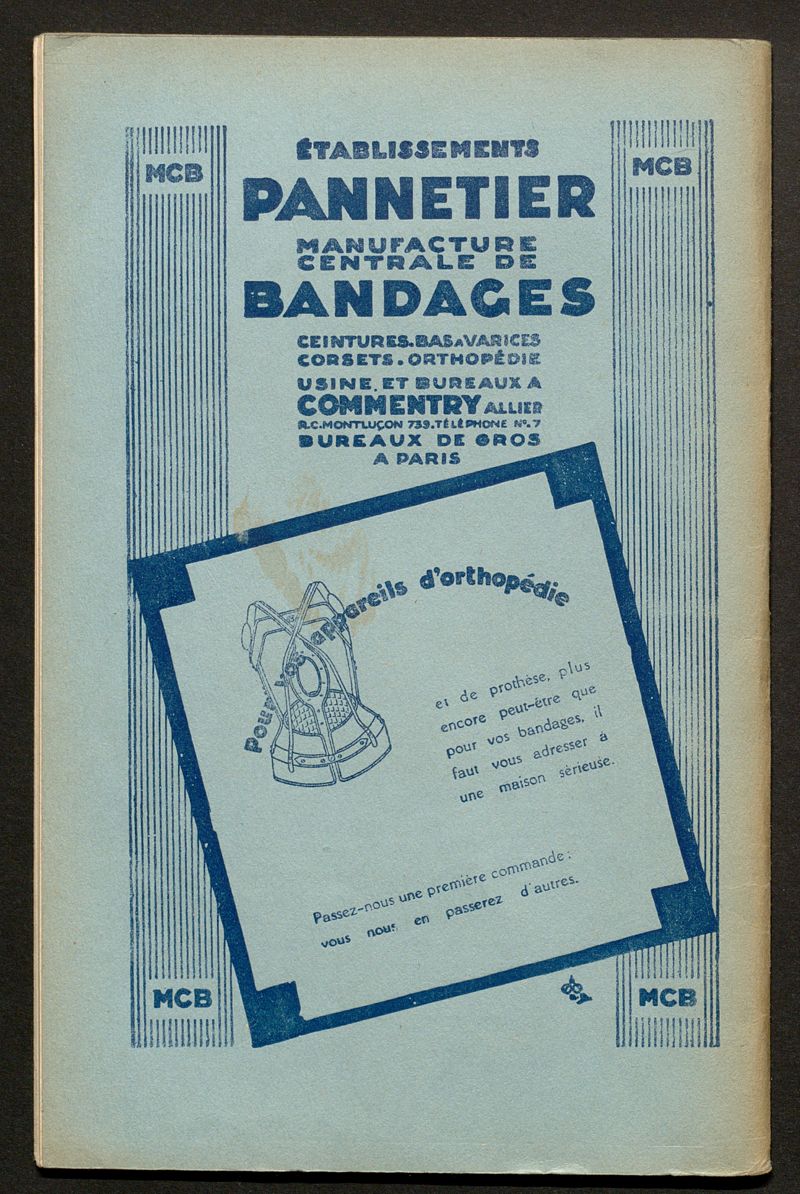 MCB
MCB
ÉTABLISSEMENTS
PANNETIER
MANUFACTURE
CENTRALE DE
BANDAGES
CEINTURES.BAS A VARICES
CORSETS.ORTHOPÉDIE
USINE.ET BUREAUX A
COMMENTRY ALLIER
R.C.MONTLUÇON 739.TÉLÉPHONE Nº.7
BUREAUX DE GROS
A PARIS
Pour vos appareils d'orthopédie
et de prothèse, plus
encore peut-être que
pour vos bandages, il
faut vous adresser à
une maison sérieuse.
Passez-nous une première commande :
vous nous en passerez d'autres.
MCB
MCB